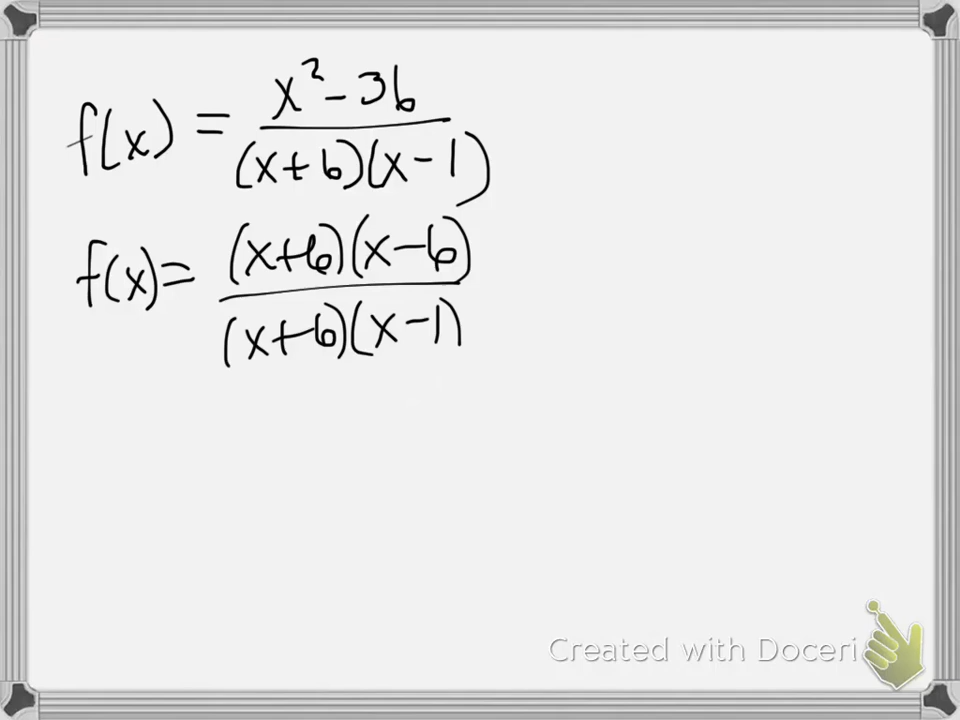 f(x) = x² - 36 / (x+6)(x-1)
f(x) = (x+6)(x-6) / (x+6)(x-1)
Created with Doceri